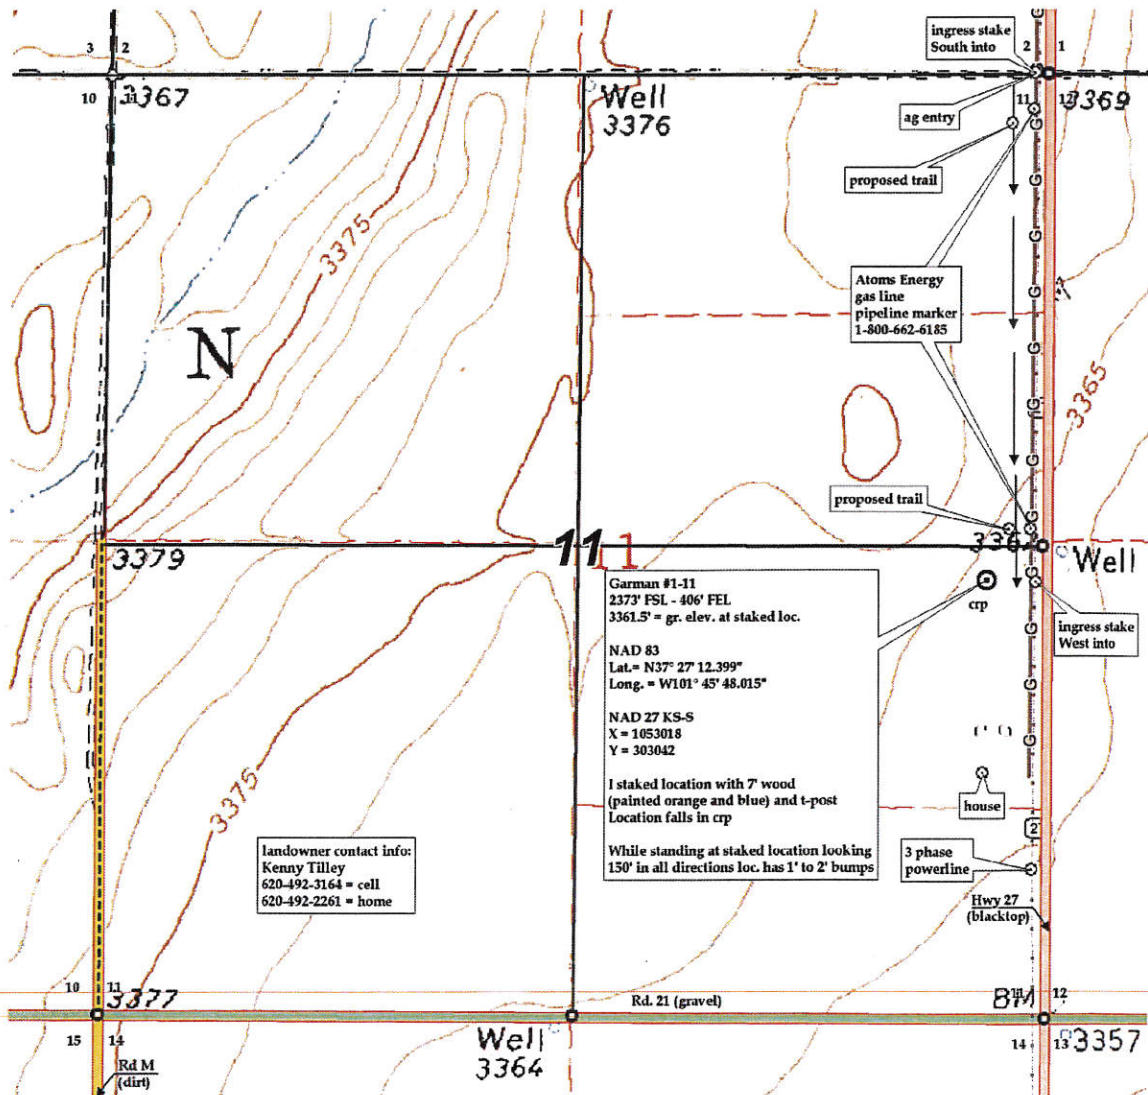 ingress stake
South into
3 2
2 1
10 11
3367
Well
3376
11 12
3369
ag entry
proposed trail
3375
Atoms Energy
gas line
pipeline marker
1-800-662-6185
N
3365
proposed trail
3379
11
11
Well
Garman #1-11
2373' FSL - 406' FEL
3361.5' = gr. elev. at staked loc.
NAD 83
Lat.= N37° 27' 12.399"
Long. = W101° 45' 48.015"
NAD 27 KS-S
X = 1053018
Y = 303042
I staked location with 7' wood
(painted orange and blue) and t-post
Location falls in crp
While standing at staked location looking
150' in all directions loc. has 1' to 2' bumps
crp
ingress stake
West into
house
2
3375
landowner contact info:
Kenny Tilley
620-492-3164 = cell
620-492-2261 = home
3 phase
powerline
Hwy 27
(blacktop)
10 11
3377
Rd. 21 (gravel)
BM
11 12
15 14
Well
3364
14 13
3357
Rd M
(dirt)
G
G
G
G
G
G
G
G
G
G
G
G
G
G